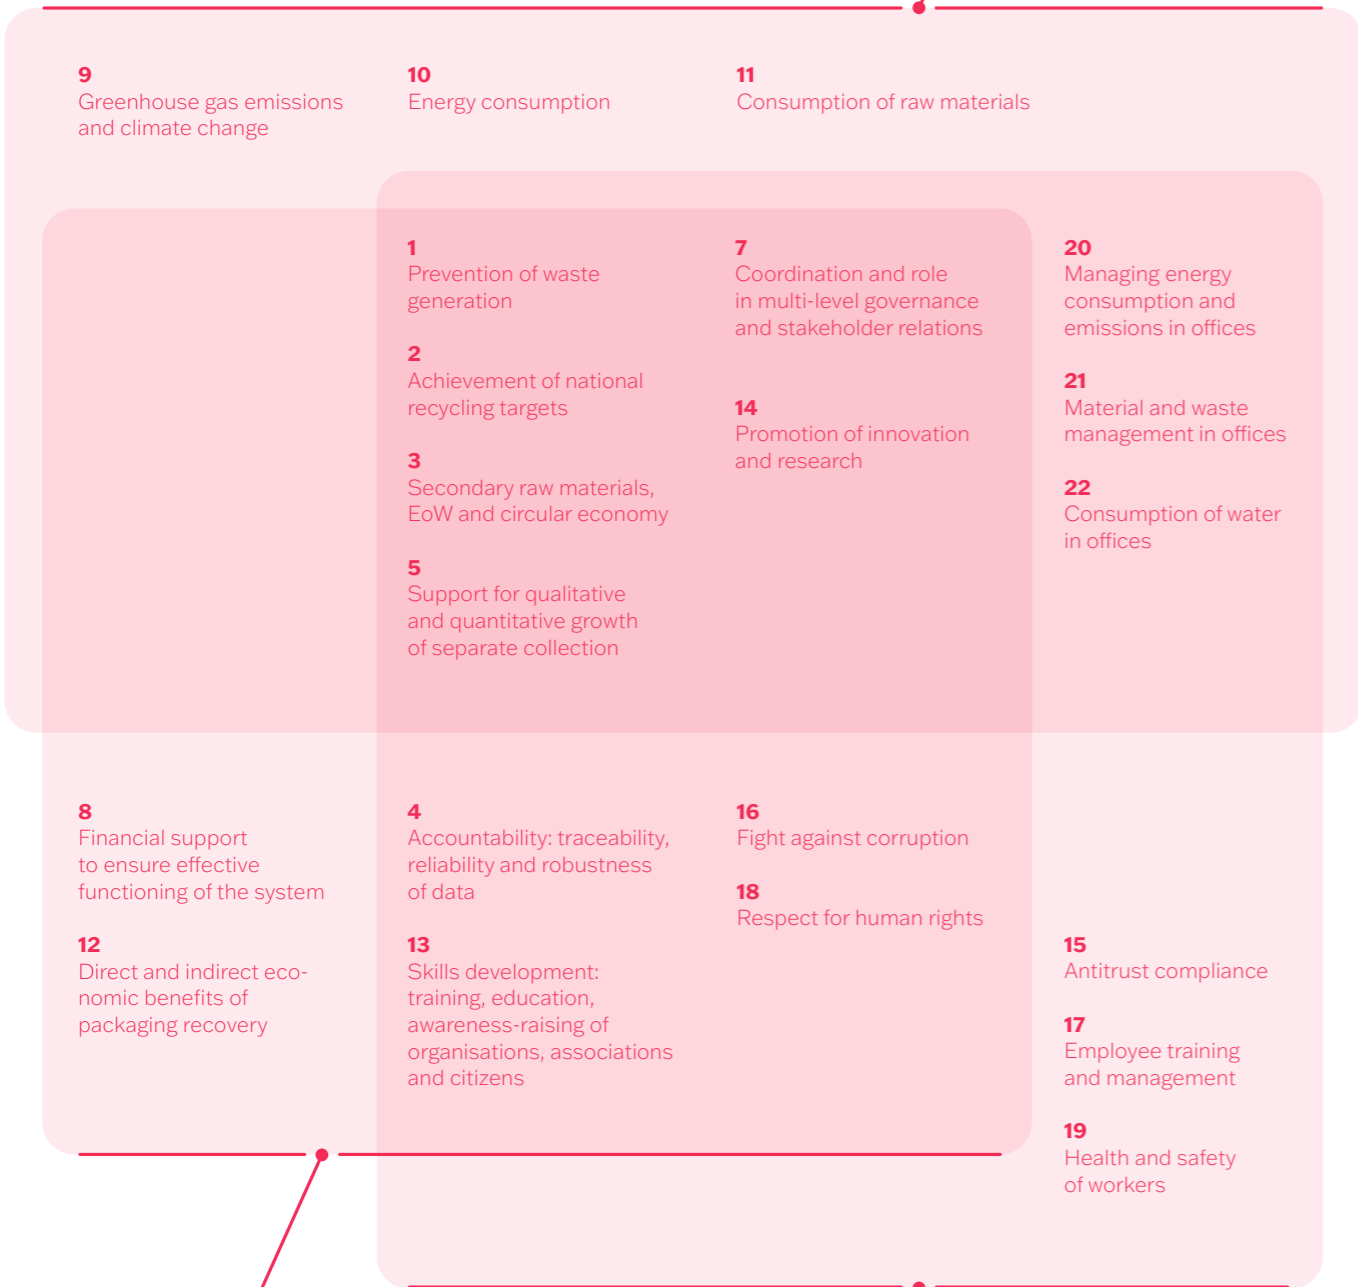 9
Greenhouse gas emissions
and climate change
10
Energy consumption
11
Consumption of raw materials
1
Prevention of waste
generation
2
Achievement of national
recycling targets
3
Secondary raw materials,
EoW and circular economy
5
Support for qualitative
and quantitative growth
of separate collection
7
Coordination and role
in multi-level governance
and stakeholder relations
14
Promotion of innovation
and research
20
Managing energy
consumption and
emissions in offices
21
Material and waste
management in offices
22
Consumption of water
in offices
8
Financial support
to ensure effective
functioning of the system
12
Direct and indirect eco-
nomic benefits of
packaging recovery
4
Accountability: traceability,
reliability and robustness
of data
13
Skills development:
training, education,
awareness-raising of
organisations, associations
and citizens
16
Fight against corruption
18
Respect for human rights
15
Antitrust compliance
17
Employee training
and management
19
Health and safety
of workers